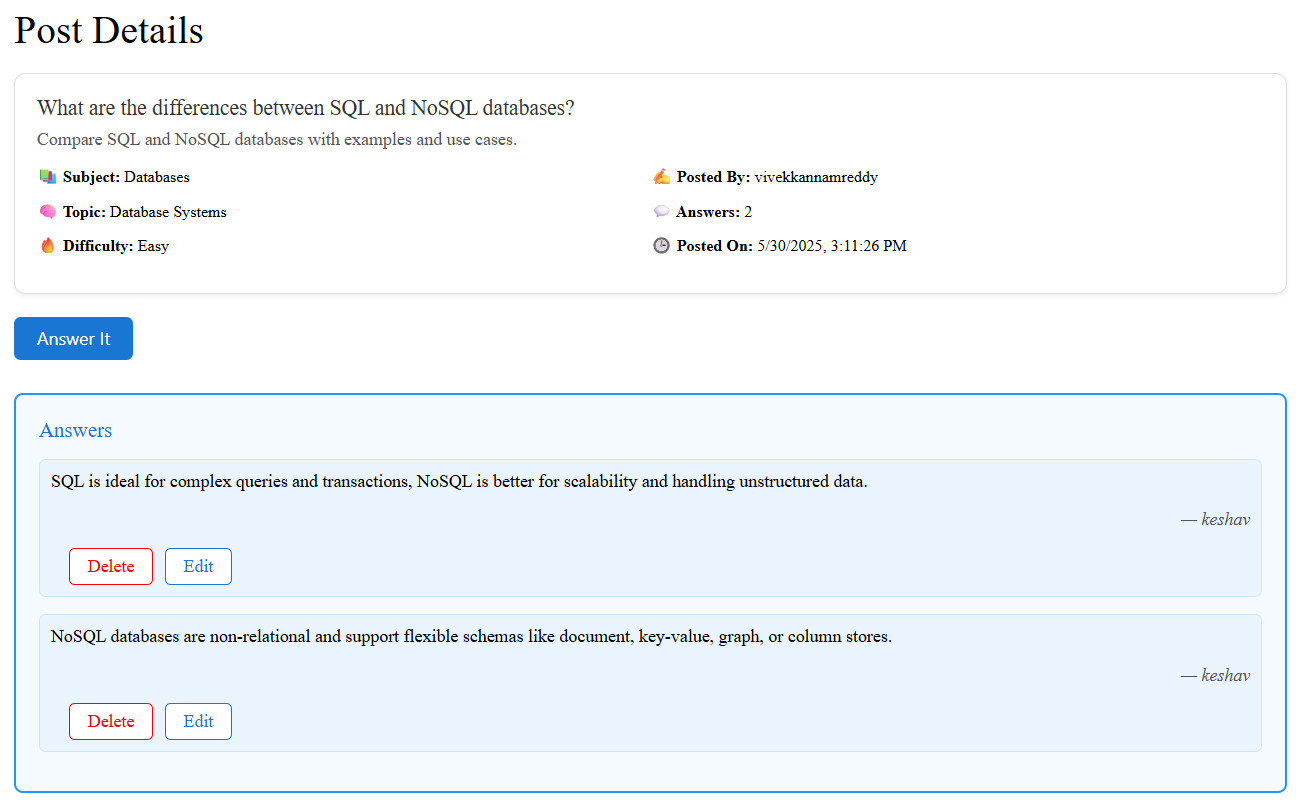 Post Details
What are the differences between SQL and NoSQL databases?
Compare SQL and NoSQL databases with examples and use cases.
Subject: Databases
Posted By: vivekkannamreddy
Topic: Database Systems
Answers: 2
Difficulty: Easy
Posted On: 5/30/2025, 3:11:26 PM
Answer It
Answers
SQL is ideal for complex queries and transactions, NoSQL is better for scalability and handling unstructured data.
— keshav
Delete Edit
NoSQL databases are non-relational and support flexible schemas like document, key-value, graph, or column stores.
— keshav
Delete Edit